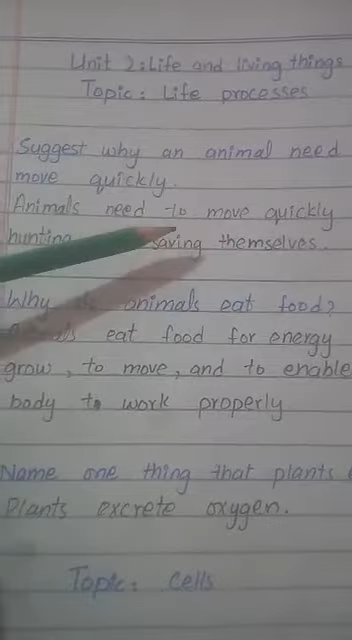 Unit 2: Life and living things
Topic: Life processes
Suggest why an animal need
move quickly.
Animals need to move quickly
hunting saving themselves.
Why animals eat food?
eat food for energy
grow, to move, and to enable
body to work properly
Name one thing that plants
Plants excrete oxygen.
Topic: Cells